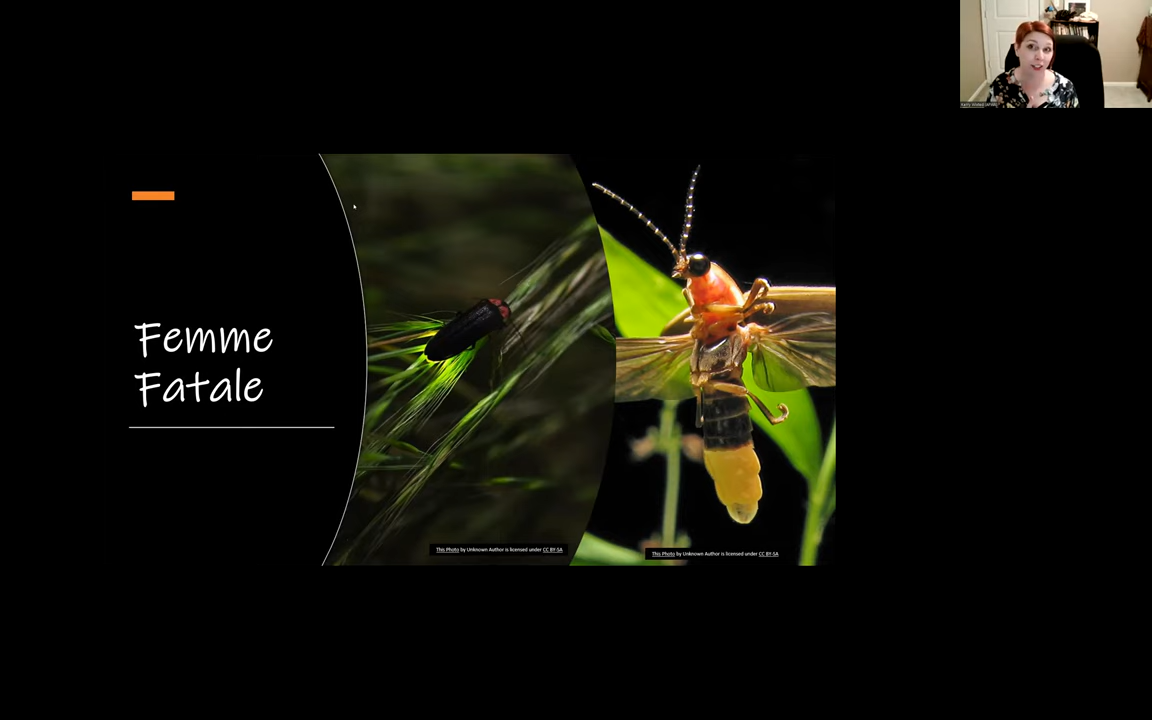 Femme
Fatale
This Photo by Unknown Author is licensed under CC BY-SA
This Photo by Unknown Author is licensed under CC BY-SA